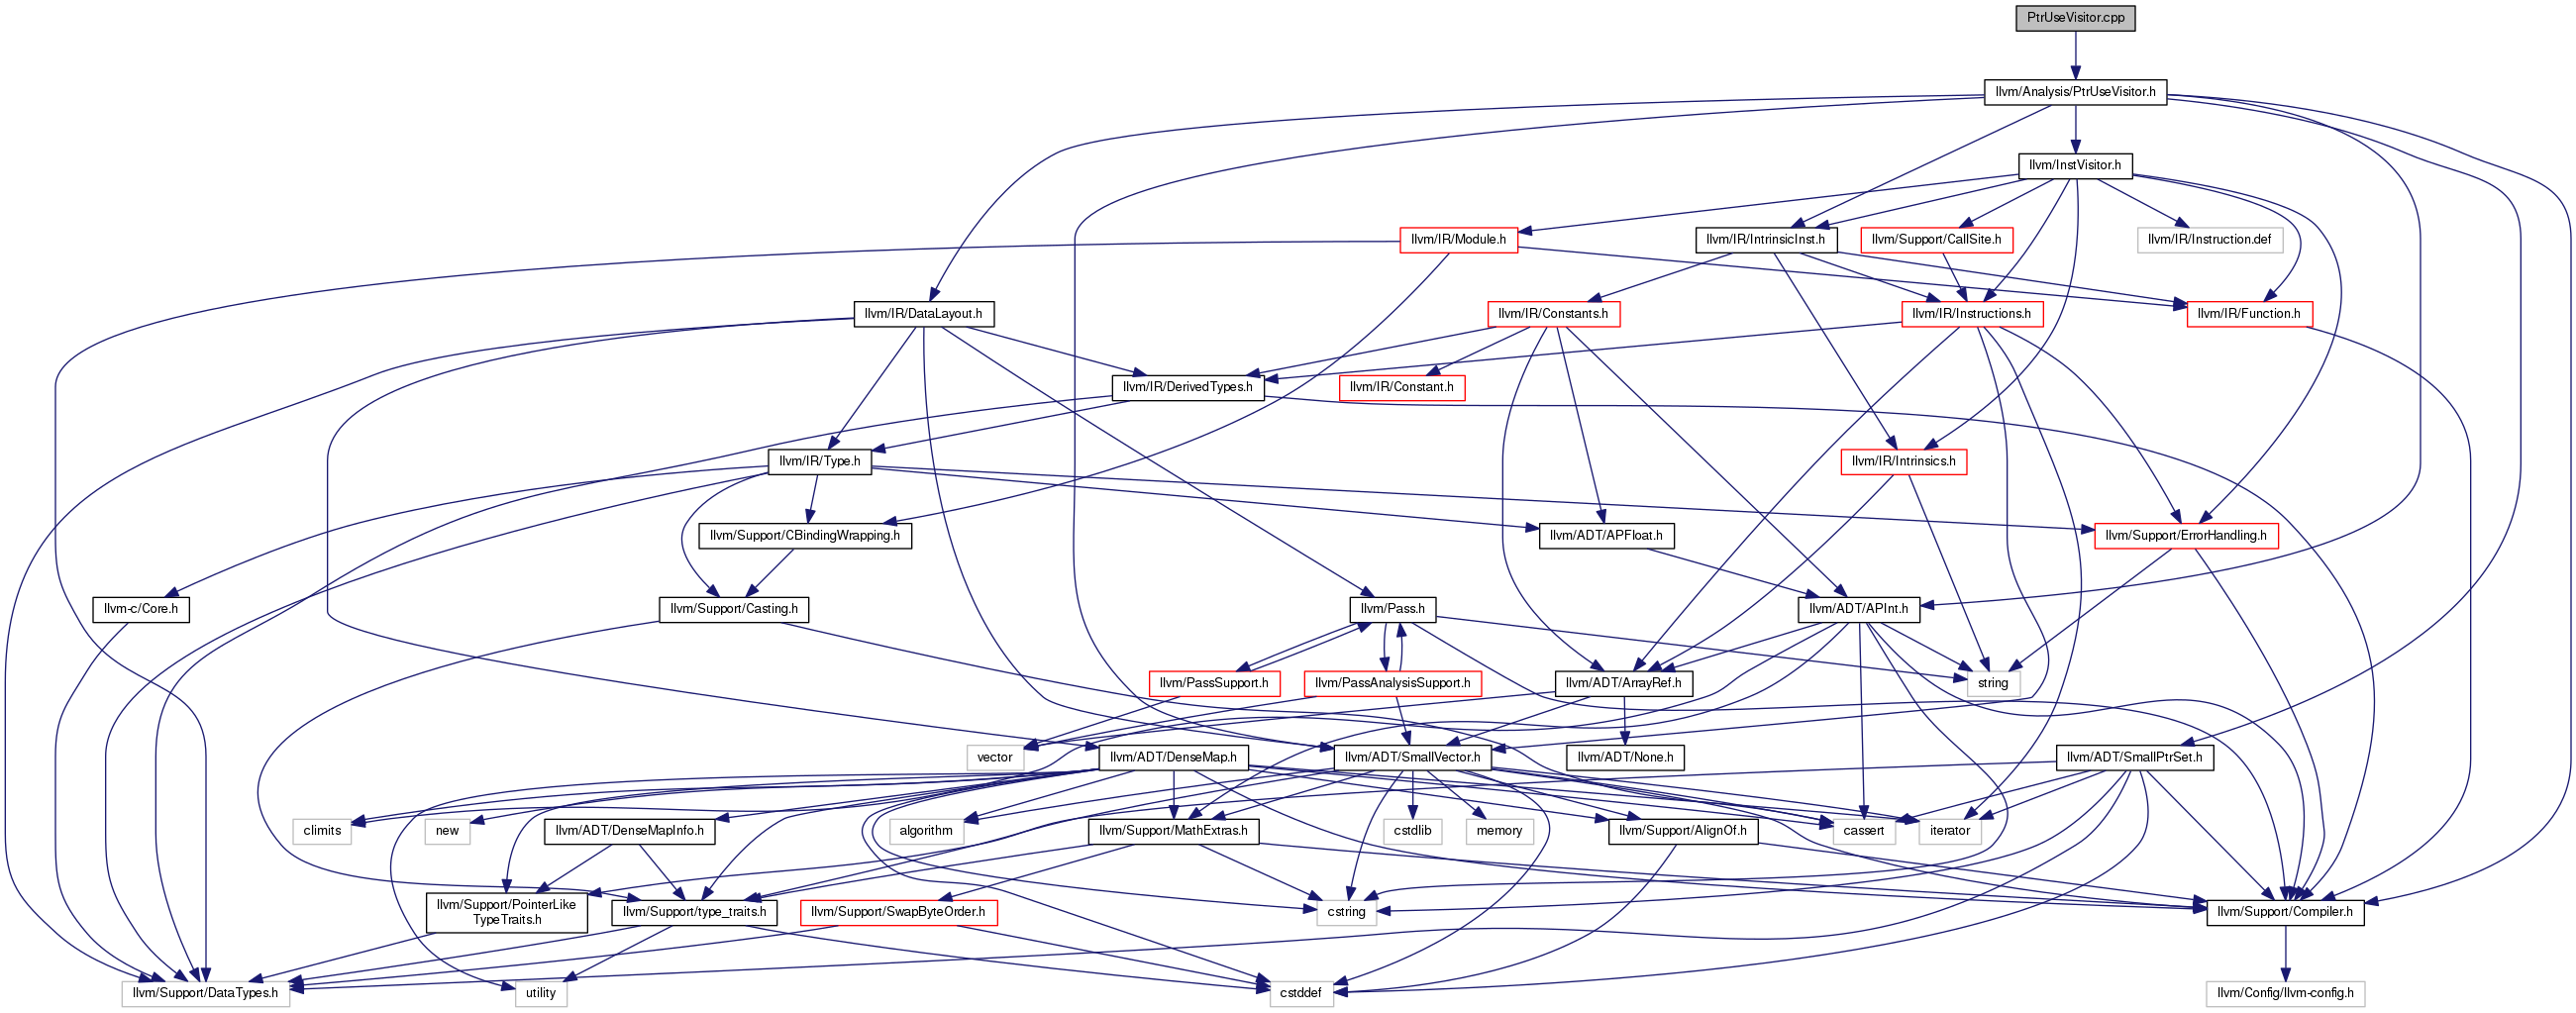 PtrUseVisitor.cpp
llvm/Analysis/PtrUseVisitor.h
llvm/InstVisitor.h
llvm/IR/Module.h
llvm/IR/IntrinsicInst.h
llvm/Support/CallSite.h
llvm/IR/Instruction.def
llvm/IR/DataLayout.h
llvm/IR/Constants.h
llvm/IR/Instructions.h
llvm/IR/Function.h
llvm/IR/DerivedTypes.h
llvm/IR/Constant.h
llvm/IR/Type.h
llvm/IR/Intrinsics.h
llvm/Support/CBindingWrapping.h
llvm/ADT/APFloat.h
llvm/Support/ErrorHandling.h
llvm-c/Core.h
llvm/Support/Casting.h
llvm/Pass.h
llvm/ADT/APInt.h
llvm/PassSupport.h
llvm/PassAnalysisSupport.h
llvm/ADT/ArrayRef.h
string
vector
llvm/ADT/DenseMap.h
llvm/ADT/SmallVector.h
llvm/ADT/None.h
llvm/ADT/SmallPtrSet.h
climits
new
llvm/ADT/DenseMapInfo.h
algorithm
llvm/Support/MathExtras.h
cstdlib
memory
llvm/Support/AlignOf.h
cassert
iterator
llvm/Support/PointerLike
TypeTraits.h
llvm/Support/type_traits.h
llvm/Support/SwapByteOrder.h
cstring
llvm/Support/Compiler.h
llvm/Support/DataTypes.h
utility
cstddef
llvm/Config/llvm-config.h